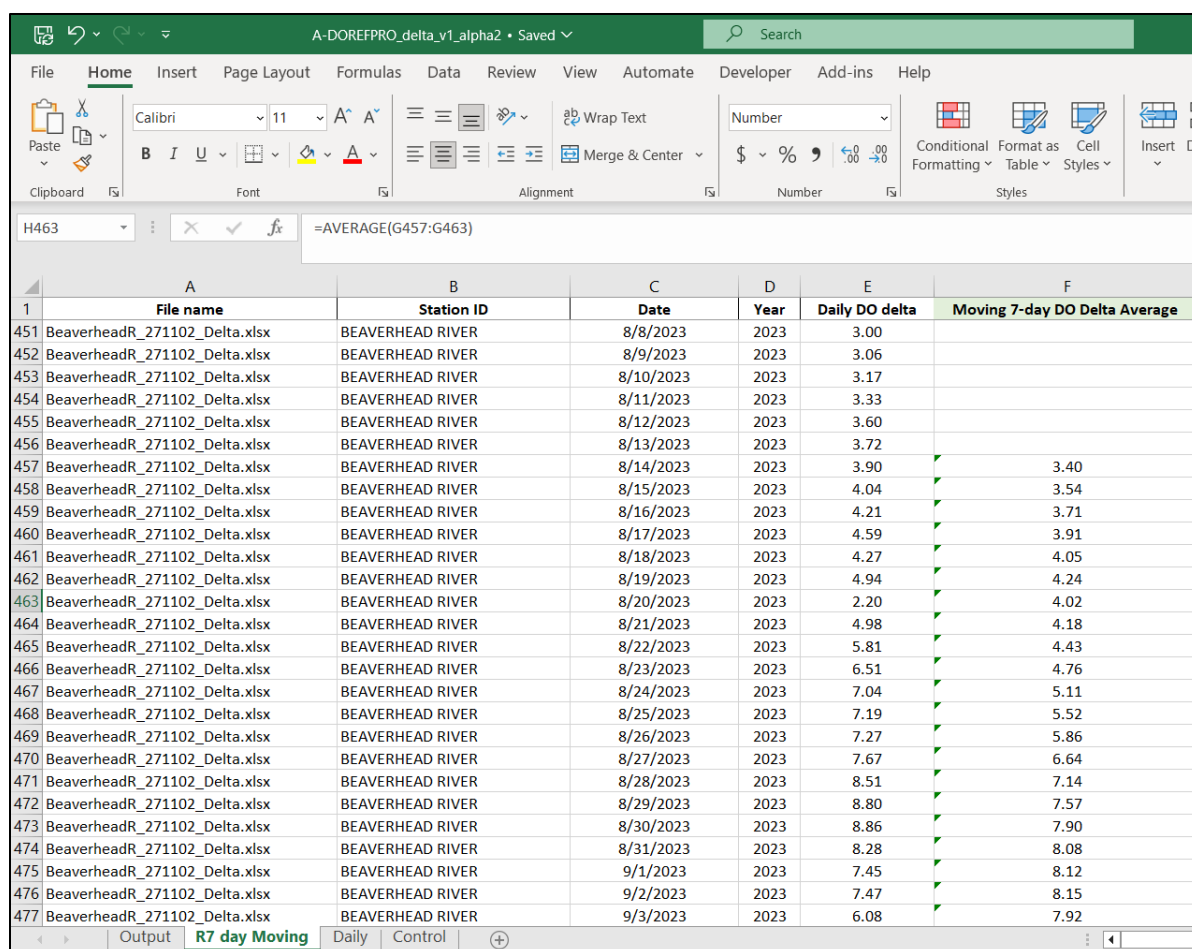 A-DOREFPRO_delta_v1_alpha2 • Saved Search
File Home Insert Page Layout Formulas Data Review View Automate Developer Add-ins Help
Calibri 11 A^ Aˇ ab Wrap Text Number
Paste B I U A Merge & Center $ % 9 Conditional Formatting Format as Table Cell Styles Insert
Clipboard Font Alignment Number Styles
H463 fx =AVERAGE(G457:G463)
A B C D E F
1 File name Station ID Date Year Daily DO delta Moving 7-day DO Delta Average
451 BeaverheadR_271102_Delta.xlsx BEAVERHEAD RIVER 8/8/2023 2023 3.00
452 BeaverheadR_271102_Delta.xlsx BEAVERHEAD RIVER 8/9/2023 2023 3.06
453 BeaverheadR_271102_Delta.xlsx BEAVERHEAD RIVER 8/10/2023 2023 3.17
454 BeaverheadR_271102_Delta.xlsx BEAVERHEAD RIVER 8/11/2023 2023 3.33
455 BeaverheadR_271102_Delta.xlsx BEAVERHEAD RIVER 8/12/2023 2023 3.60
456 BeaverheadR_271102_Delta.xlsx BEAVERHEAD RIVER 8/13/2023 2023 3.72
457 BeaverheadR_271102_Delta.xlsx BEAVERHEAD RIVER 8/14/2023 2023 3.90 3.40
458 BeaverheadR_271102_Delta.xlsx BEAVERHEAD RIVER 8/15/2023 2023 4.04 3.54
459 BeaverheadR_271102_Delta.xlsx BEAVERHEAD RIVER 8/16/2023 2023 4.21 3.71
460 BeaverheadR_271102_Delta.xlsx BEAVERHEAD RIVER 8/17/2023 2023 4.59 3.91
461 BeaverheadR_271102_Delta.xlsx BEAVERHEAD RIVER 8/18/2023 2023 4.27 4.05
462 BeaverheadR_271102_Delta.xlsx BEAVERHEAD RIVER 8/19/2023 2023 4.94 4.24
463 BeaverheadR_271102_Delta.xlsx BEAVERHEAD RIVER 8/20/2023 2023 2.20 4.02
464 BeaverheadR_271102_Delta.xlsx BEAVERHEAD RIVER 8/21/2023 2023 4.98 4.18
465 BeaverheadR_271102_Delta.xlsx BEAVERHEAD RIVER 8/22/2023 2023 5.81 4.43
466 BeaverheadR_271102_Delta.xlsx BEAVERHEAD RIVER 8/23/2023 2023 6.51 4.76
467 BeaverheadR_271102_Delta.xlsx BEAVERHEAD RIVER 8/24/2023 2023 7.04 5.11
468 BeaverheadR_271102_Delta.xlsx BEAVERHEAD RIVER 8/25/2023 2023 7.19 5.52
469 BeaverheadR_271102_Delta.xlsx BEAVERHEAD RIVER 8/26/2023 2023 7.27 5.86
470 BeaverheadR_271102_Delta.xlsx BEAVERHEAD RIVER 8/27/2023 2023 7.67 6.64
471 BeaverheadR_271102_Delta.xlsx BEAVERHEAD RIVER 8/28/2023 2023 8.51 7.14
472 BeaverheadR_271102_Delta.xlsx BEAVERHEAD RIVER 8/29/2023 2023 8.80 7.57
473 BeaverheadR_271102_Delta.xlsx BEAVERHEAD RIVER 8/30/2023 2023 8.86 7.90
474 BeaverheadR_271102_Delta.xlsx BEAVERHEAD RIVER 8/31/2023 2023 8.28 8.08
475 BeaverheadR_271102_Delta.xlsx BEAVERHEAD RIVER 9/1/2023 2023 7.45 8.12
476 BeaverheadR_271102_Delta.xlsx BEAVERHEAD RIVER 9/2/2023 2023 7.47 8.15
477 BeaverheadR_271102_Delta.xlsx BEAVERHEAD RIVER 9/3/2023 2023 6.08 7.92
Output R7 day Moving Daily Control